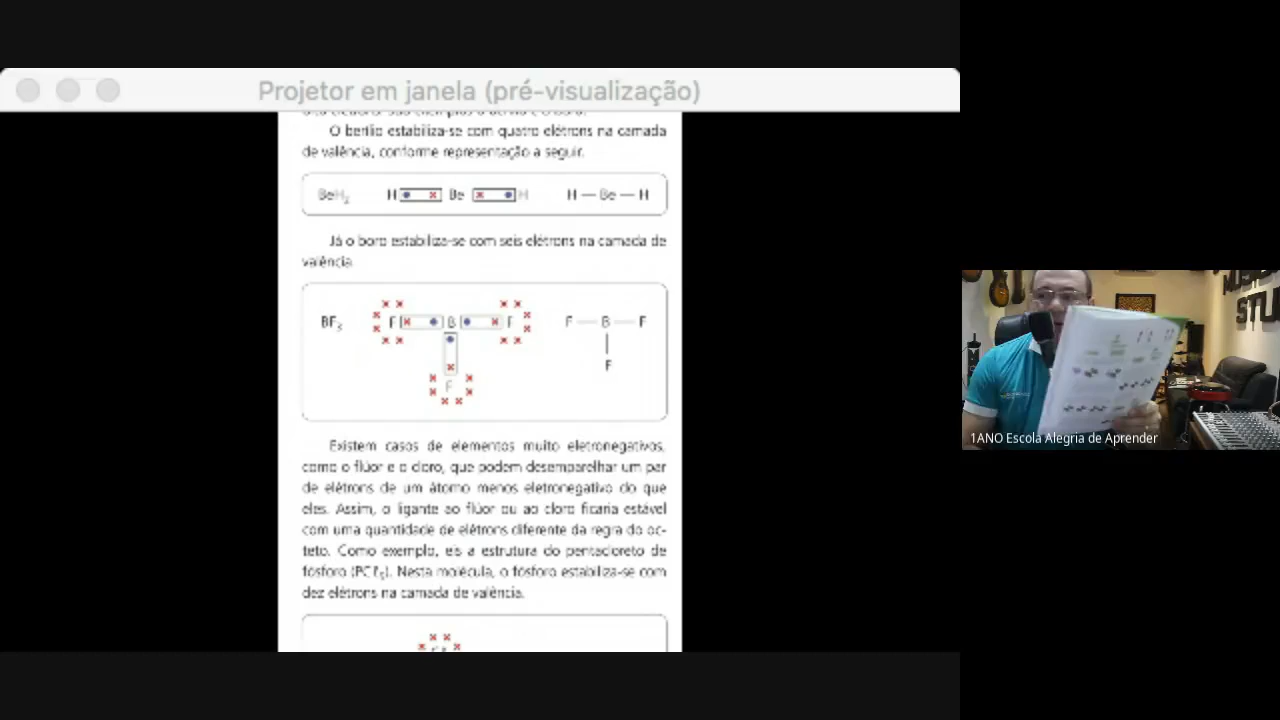 Projetor em janela (pré-visualização)
O berílio estabiliza-se com quatro elétrons na camada
de valência, conforme representação a seguir.
BeH₂ H Be H H — Be — H
Já o boro estabiliza-se com seis elétrons na camada de
valência.
BF₃ F B F F — B — F
F F
Existem casos de elementos muito eletronegativos,
como o flúor e o cloro, que podem desemparelhar um par
de elétrons de um átomo menos eletronegativo do que
eles. Assim, o ligante ao flúor ou ao cloro ficaria estável
com uma quantidade de elétrons diferente da regra do oc-
teto. Como exemplo, eis a estrutura do pentacloreto de
fósforo (PCℓ₅). Nesta molécula, o fósforo estabiliza-se com
dez elétrons na camada de valência.
STU
1ANO Escola Alegria de Aprender